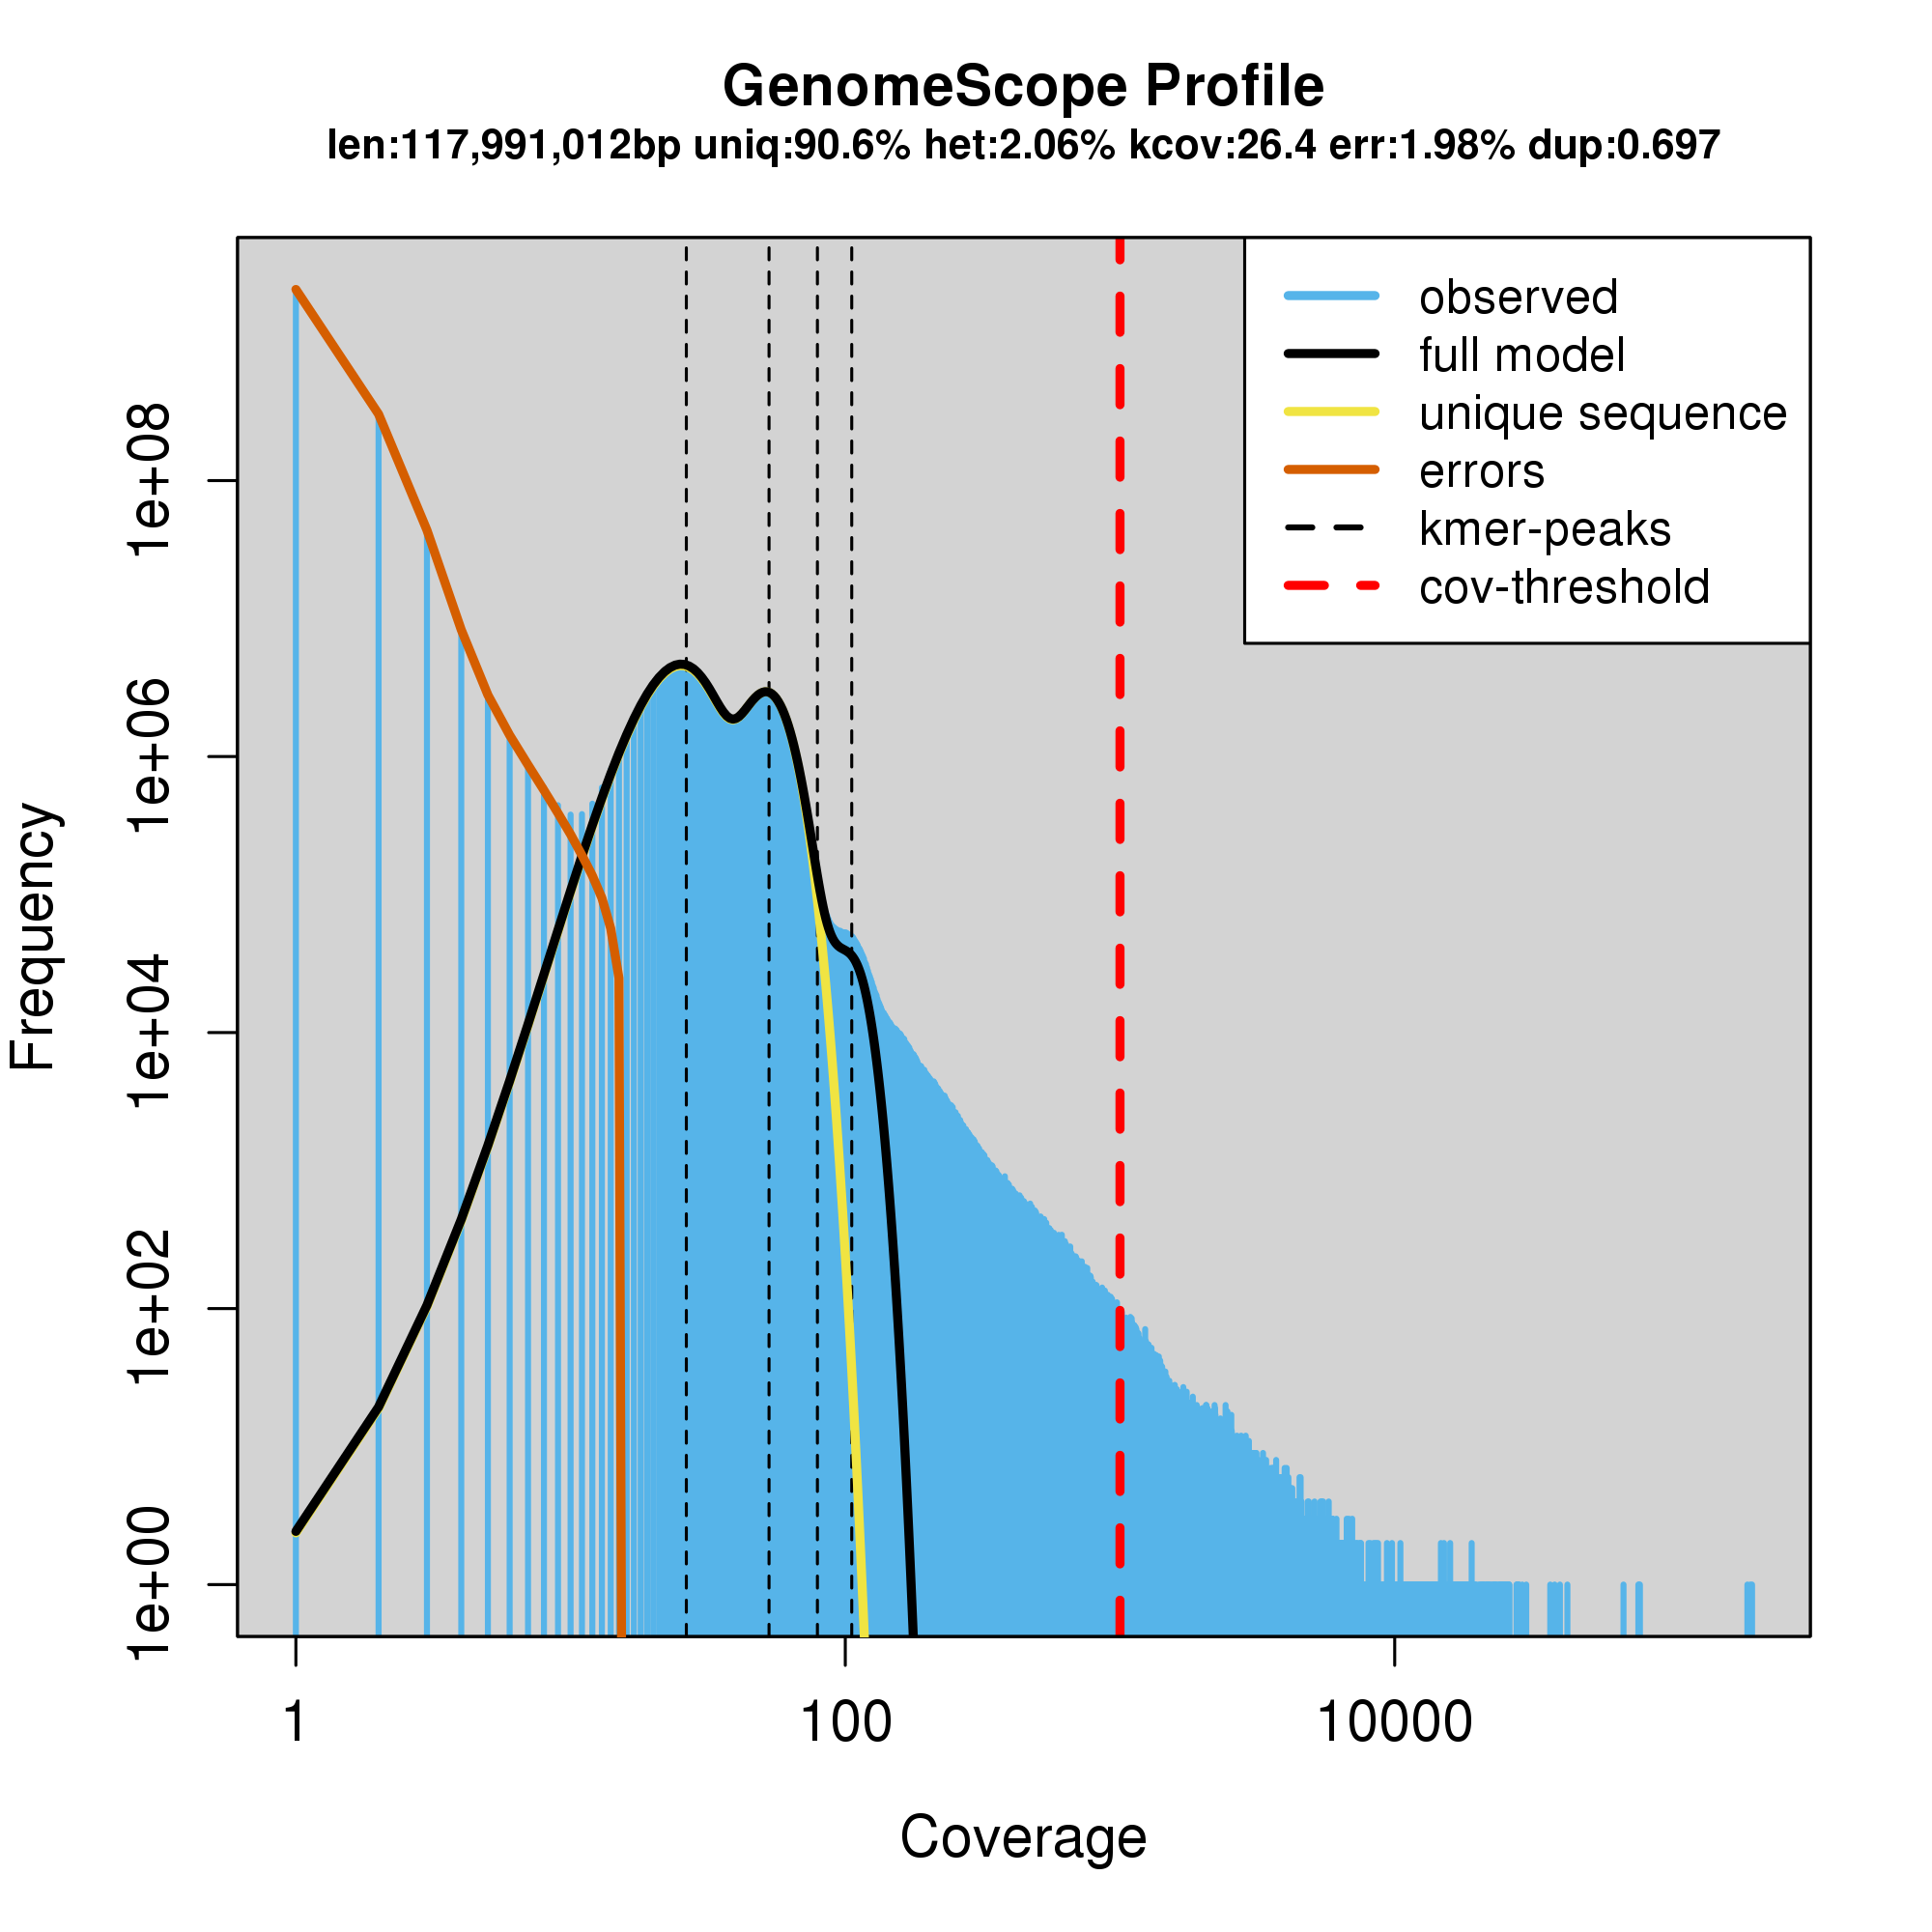 GenomeScope Profile
len:117,991,012bp uniq:90.6% het:2.06% kcov:26.4 err:1.98% dup:0.697
observed
full model
unique sequence
errors
kmer-peaks
cov-threshold
Frequency
1e+08
1e+06
1e+04
1e+02
1e+00
1
100
10000
Coverage